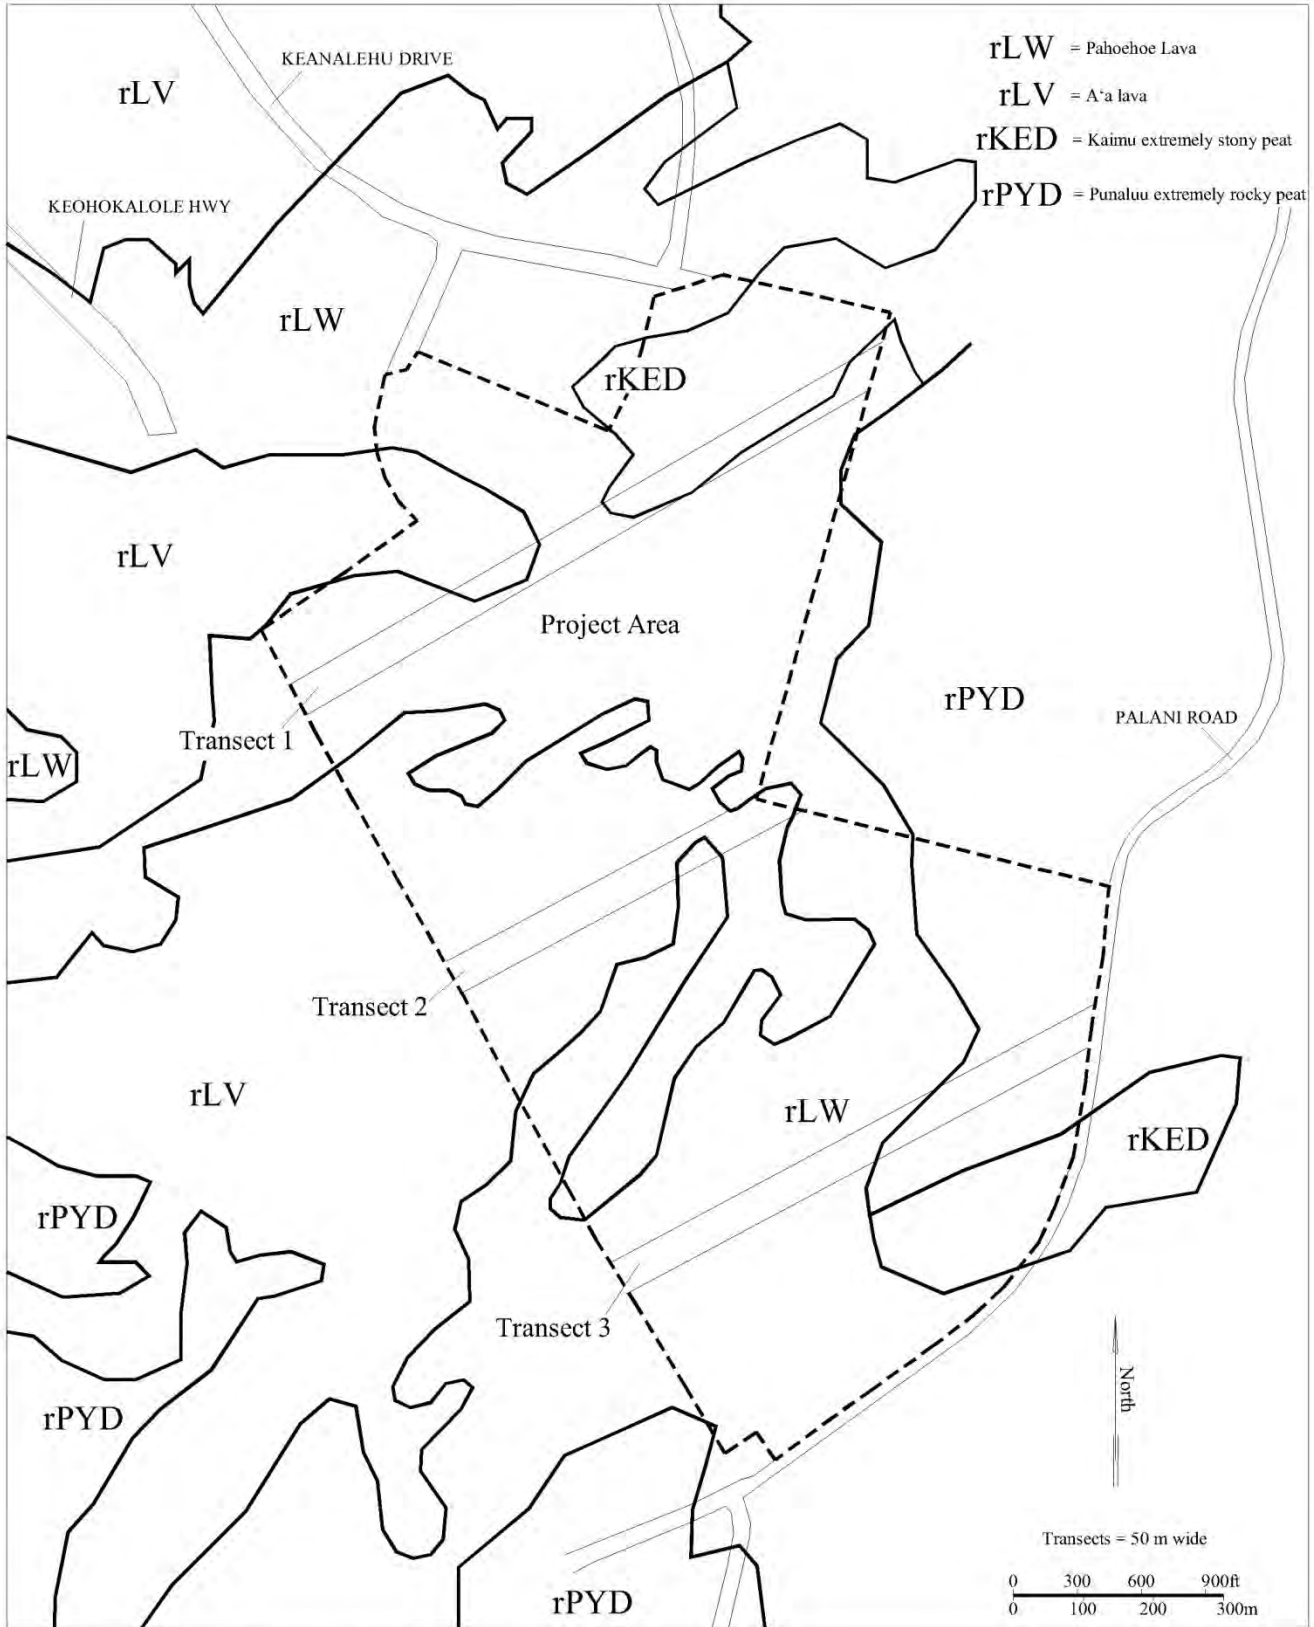 rLW = Pahoehoe Lava
rLV = A‘a lava
rKED = Kaimu extremely stony peat
rPYD = Punaluu extremely rocky peat
KEANALEHU DRIVE
rLV
KEOHOKALOLE HWY
rLW
rKED
rLV
Project Area
rPYD
PALANI ROAD
Transect 1
rLW
Transect 2
rLV
rLW
rKED
rPYD
Transect 3
North
rPYD
Transects = 50 m wide
0 300 600 900ft
0 100 200 300m
rPYD